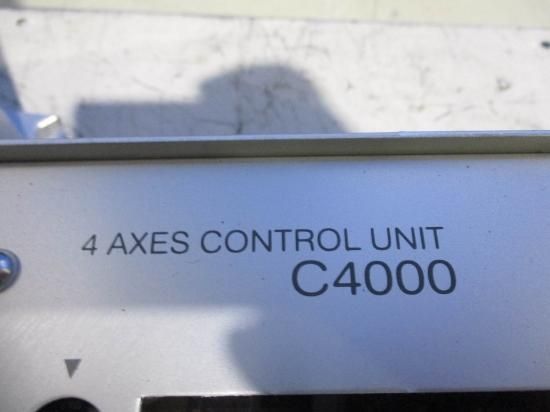 4 AXES CONTROL UNIT
C4000